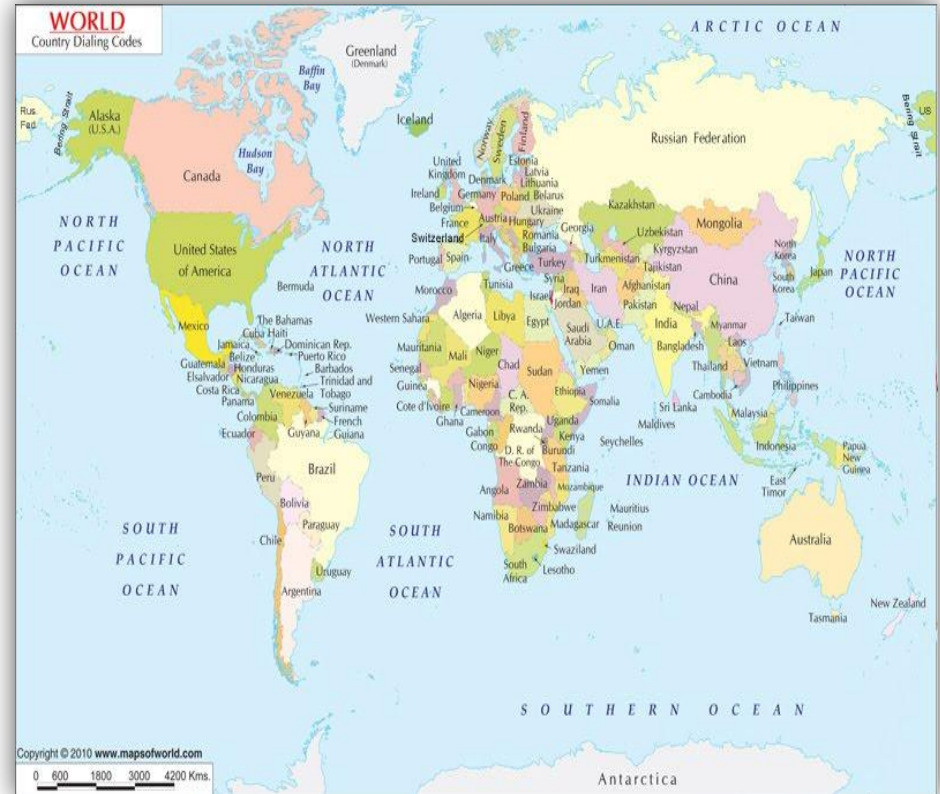 WORLD
Country Dialing Codes
ARCTIC OCEAN
Greenland
(Denmark)
Baffin
Bay
Rus.
Fed.
Bering Strait
Alaska
(U.S.A.)
Iceland
Norway
Sweden
Finland
Russian Federation
Bering Strait
US
Hudson
Bay
Canada
United
Kingdom
Estonia
Latvia
Denmark
Lithuania
Ireland
Germany
Poland
Belarus
Belgium
Ukraine
Kazakhstan
NORTH
PACIFIC
OCEAN
United States
of America
NORTH
ATLANTIC
OCEAN
France
Austria
Hungary
Georgia
Mongolia
Switzerland
Italy
Romania
Uzbekistan
Bulgaria
Kyrgyzstan
Portugal
Spain
Greece
Turkey
Turkmenistan
Tajikistan
North
Korea
South
Korea
Japan
NORTH
PACIFIC
OCEAN
China
Bermuda
Morocco
Tunisia
Syria
Israel
Iraq
Jordan
Iran
Afghanistan
Pakistan
Nepal
Mexico
The Bahamas
Cuba
Haiti
Western Sahara
Algeria
Libya
Egypt
Saudi
Arabia
U.A.E.
Oman
India
Myanmar
Taiwan
Jamaica
Dominican Rep.
Belize
Puerto Rico
Mauritania
Mali
Niger
Bangladesh
Laos
Guatemala
Honduras
Barbados
Senegal
Chad
Sudan
Yemen
Thailand
Vietnam
Elsalvador
Nicaragua
Trinidad and
Tobago
Guinea
Nigeria
Ethiopia
Cambodia
Philippines
Costa Rica
Venezuela
Panama
Suriname
Cote d'Ivoire
Ghana
Cameroon
C. A.
Rep.
Somalia
Sri Lanka
Maldives
Malaysia
Colombia
French
Guiana
Guyana
Ecuador
Gabon
Congo
Rwanda
Uganda
Kenya
Seychelles
Indonesia
Papua
New
Guinea
D. R. of
The Congo
Burundi
Tanzania
INDIAN OCEAN
East
Timor
Peru
Brazil
Angola
Zambia
Mozambique
Bolivia
Zimbabwe
Mauritius
Namibia
Botswana
Madagascar
Reunion
SOUTH
PACIFIC
OCEAN
Chile
Paraguay
SOUTH
ATLANTIC
OCEAN
Australia
Swaziland
Uruguay
South
Africa
Lesotho
Argentina
New Zealand
Tasmania
SOUTHERN OCEAN
Copyright © 2010 www.mapsofworld.com
0 600 1800 3000 4200 Kms.
Antarctica